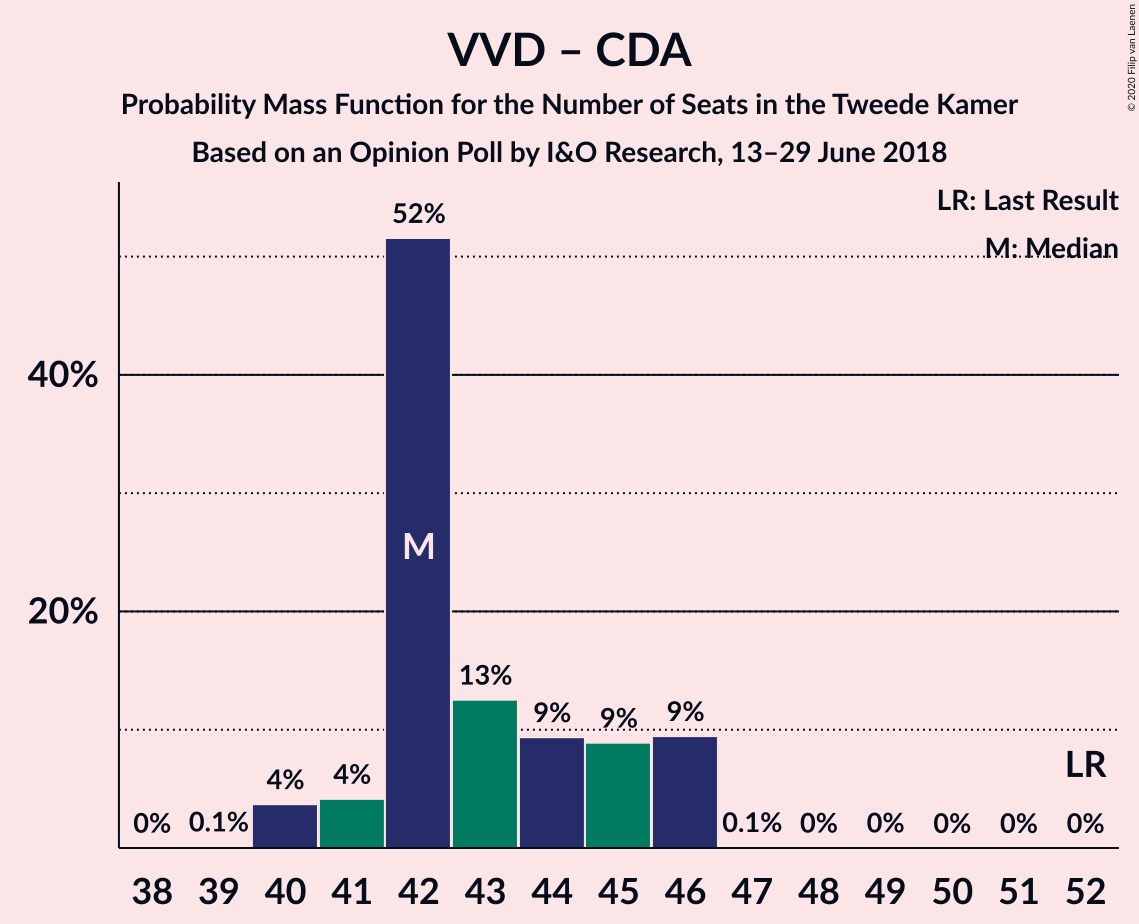 VVD – CDA
Probability Mass Function for the Number of Seats in the Tweede Kamer
Based on an Opinion Poll by I&O Research, 13–29 June 2018
© 2020 Filip van Laenen
LR: Last Result
M: Median
52%
40%
20%
M
13%
9%
9%
9%
4%
4%
LR
0%
0.1%
0.1%
0%
0%
0%
0%
0%
38 39 40 41 42 43 44 45 46 47 48 49 50 51 52